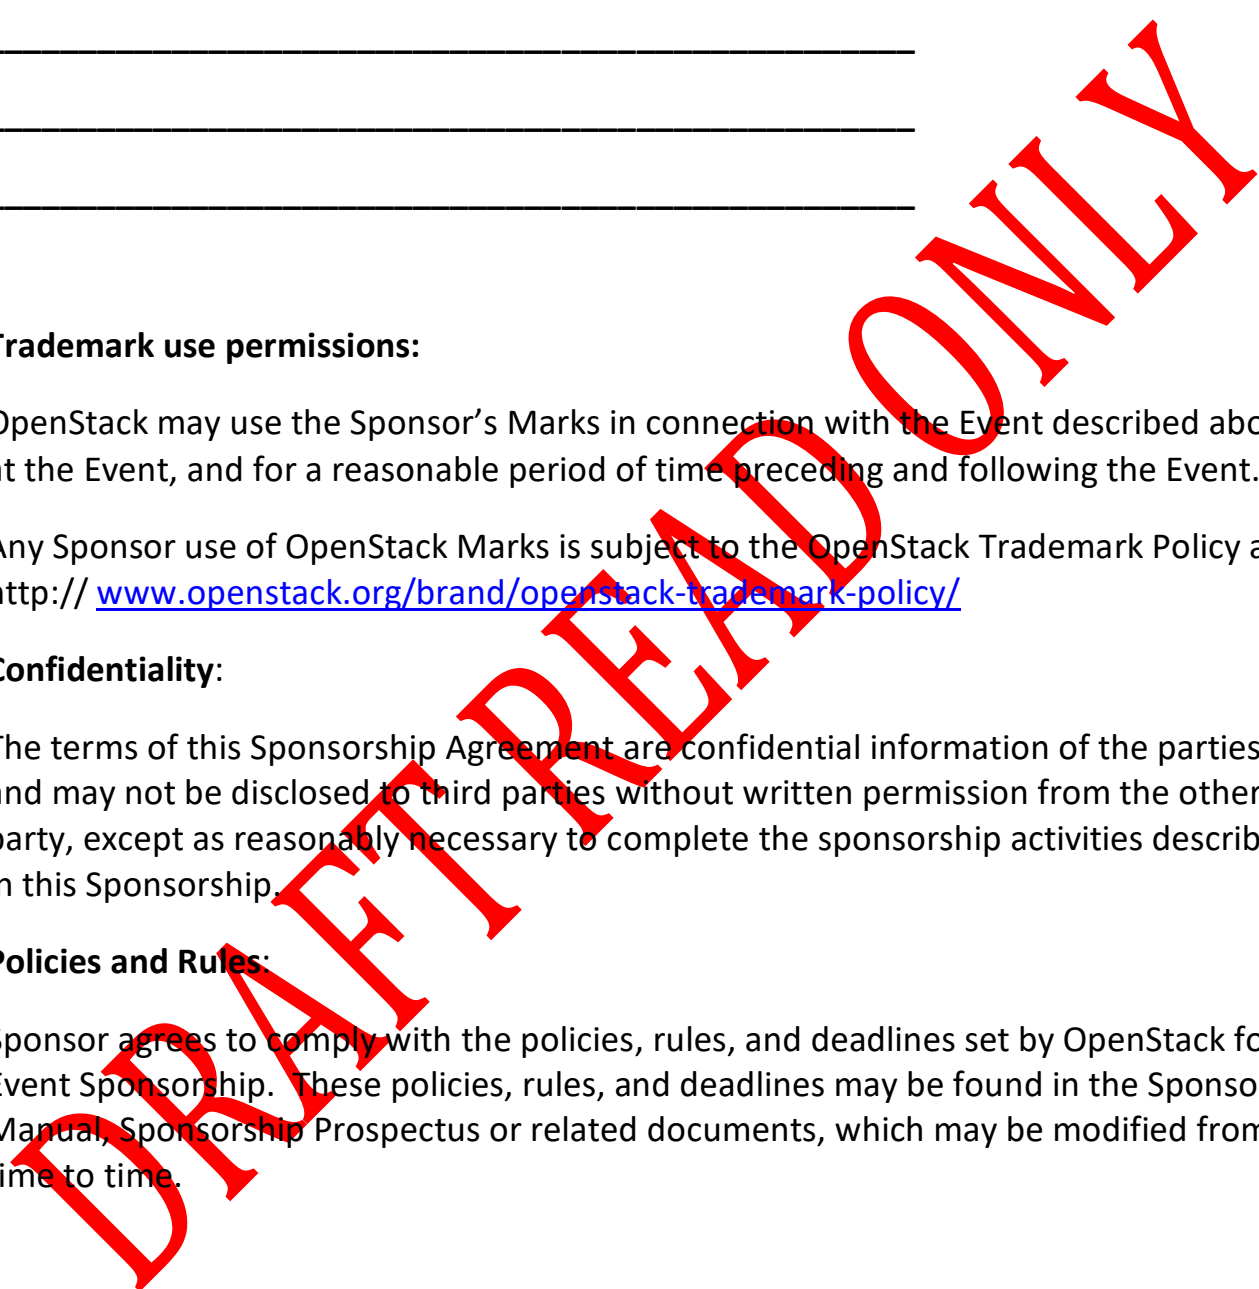 Trademark use permissions:
OpenStack may use the Sponsor’s Marks in connection with the Event described abo
at the Event, and for a reasonable period of time preceding and following the Event.
Any Sponsor use of OpenStack Marks is subject to the OpenStack Trademark Policy a
http:// www.openstack.org/brand/openstack-trademark-policy/
Confidentiality:
The terms of this Sponsorship Agreement are confidential information of the parties
and may not be disclosed to third parties without written permission from the other
party, except as reasonably necessary to complete the sponsorship activities describ
in this Sponsorship.
Policies and Rules:
Sponsor agrees to comply with the policies, rules, and deadlines set by OpenStack fo
Event Sponsorship.  These policies, rules, and deadlines may be found in the Sponso
Manual, Sponsorship Prospectus or related documents, which may be modified from
time to time.
DRAFT READ ONLY